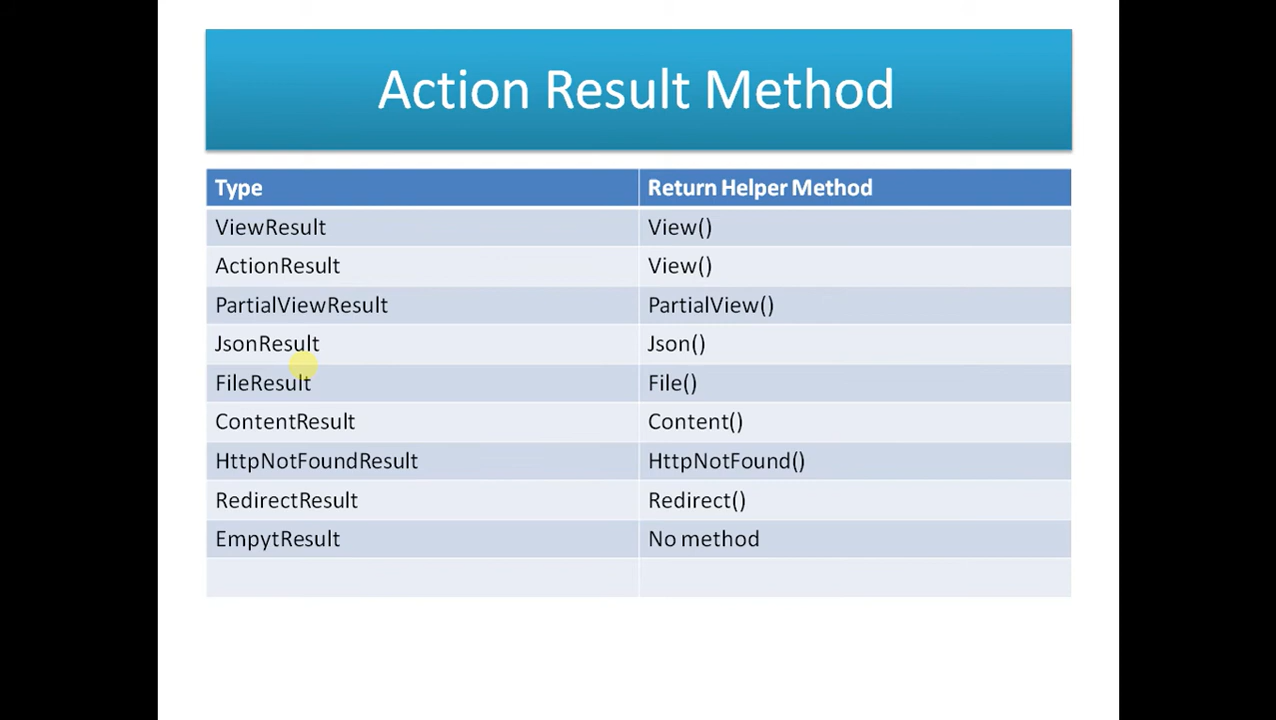 Action Result Method
Type Return Helper Method
ViewResult View()
ActionResult View()
PartialViewResult PartialView()
JsonResult Json()
FileResult File()
ContentResult Content()
HttpNotFoundResult HttpNotFound()
RedirectResult Redirect()
EmpytResult No method